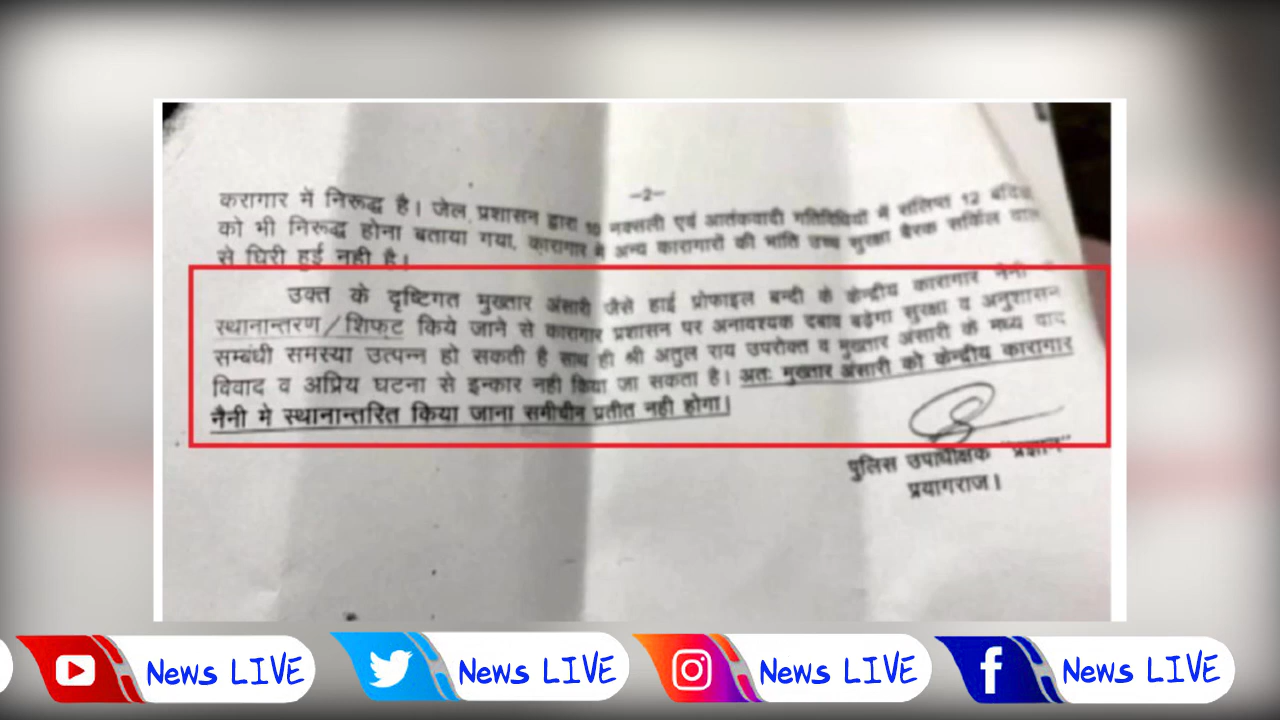 -2-
करागार में निरूद्ध है। जेल प्रशासन द्वारा 10 नक्सली एवं आतंकवादी गतिविधियों में संलिप्त 12
को भी निरूद्ध होना बताया गया, कारागार में अन्य कारागारों की भांति उच्च सुरक्षा बैरक सर्किल वाल
से घिरी हुई नही है।
उक्त के दृष्टिगत मुख्तार अंसारी जैसे हाई प्रोफाइल बन्दी के केन्द्रीय कारागार नैनी
स्थानान्तरण/शिफ्ट किये जाने से कारागार प्रशासन पर अनावश्यक दबाव बढ़ेगा सुरक्षा व अनुशासन
सम्बंधी समस्या उत्पन्न हो सकती है साथ ही श्री अतुल राय उपरोक्त व मुख्तार अंसारी के मध्य वाद
विवाद व अप्रिय घटना से इन्कार नही किया जा सकता है। अतः मुख्तार अंसारी को केन्द्रीय कारागार
नैनी मे स्थानान्तरित किया जाना समीचीन प्रतीत नही होगा।
पुलिस उपाधीक्षक "प्रज्ञान"
प्रयागराज।
News LIVE
News LIVE
News LIVE
News LIVE